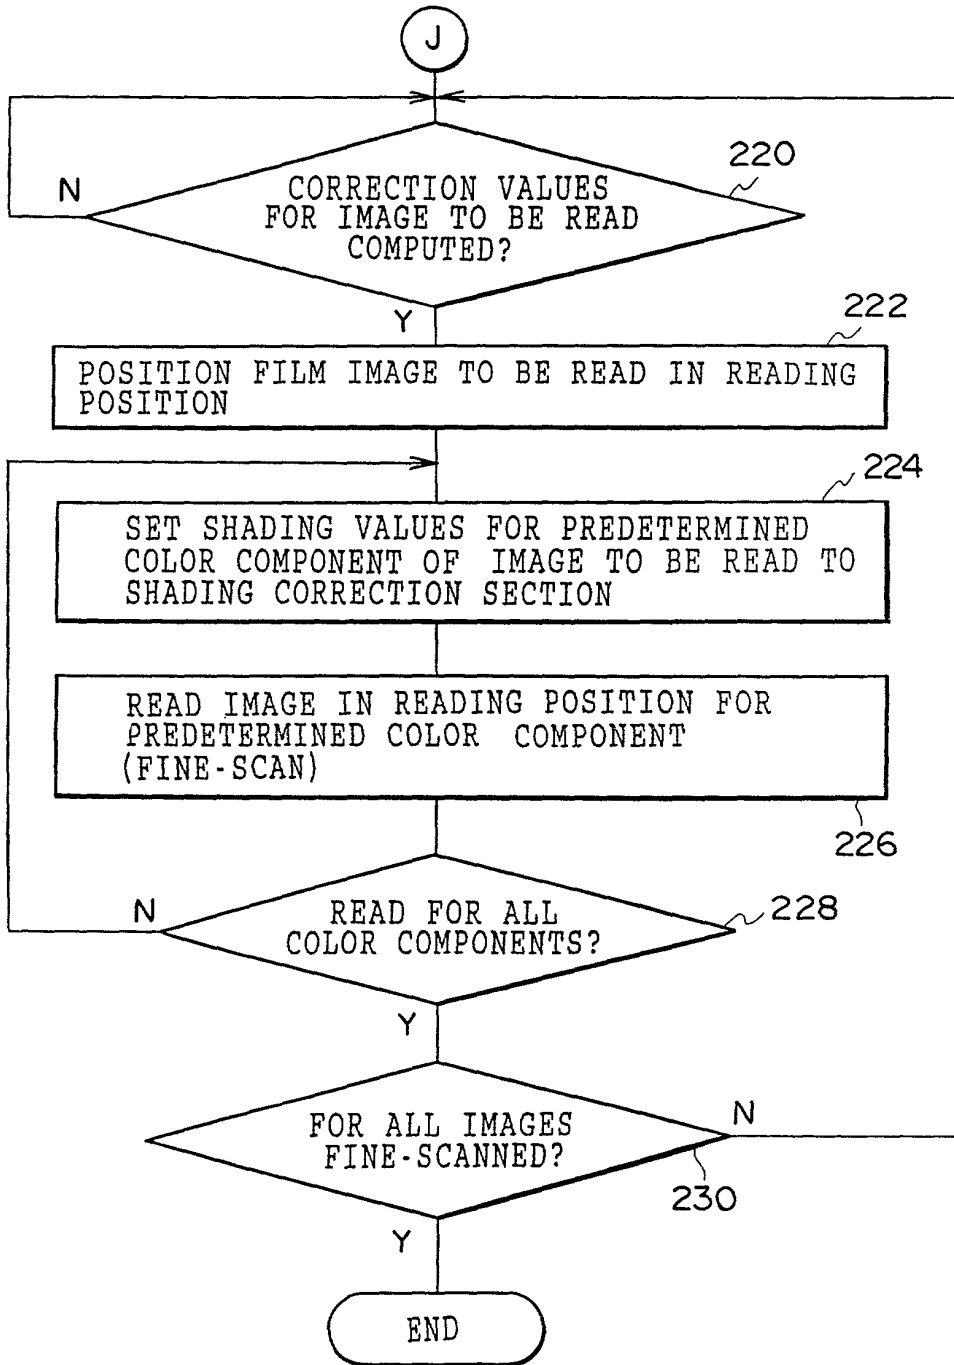 J
220
N
CORRECTION VALUES
FOR IMAGE TO BE READ
COMPUTED?
Y
222
POSITION FILM IMAGE TO BE READ IN READING
POSITION
224
SET SHADING VALUES FOR PREDETERMINED
COLOR COMPONENT OF IMAGE TO BE READ TO
SHADING CORRECTION SECTION
READ IMAGE IN READING POSITION FOR
PREDETERMINED COLOR COMPONENT
(FINE-SCAN)
226
N
READ FOR ALL
COLOR COMPONENTS?
228
Y
N
FOR ALL IMAGES
FINE-SCANNED?
230
Y
END